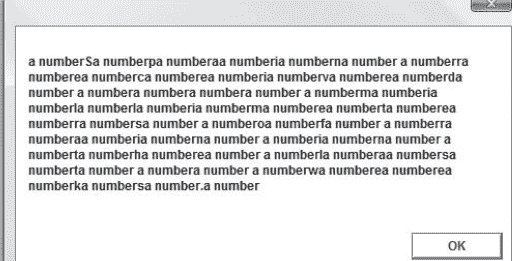 a numberSa numberpa numberaa numberia numberna number a numberra
numberea numberca numberea numberia numberva numberea numberda
number a numbera numbera numbera number a numberma numberia
numberla numberla numberia numberma numberea numberta numberea
numberra numbersa number a numberoa numberfa number a numberra
numberaa numberia numberna number a numberia numberna number a
numberta numberha numberea number a numberla numberaa numbersa
numberta number a numbera number a numberwa numberea numberea
numberka numbersa number.a number
OK